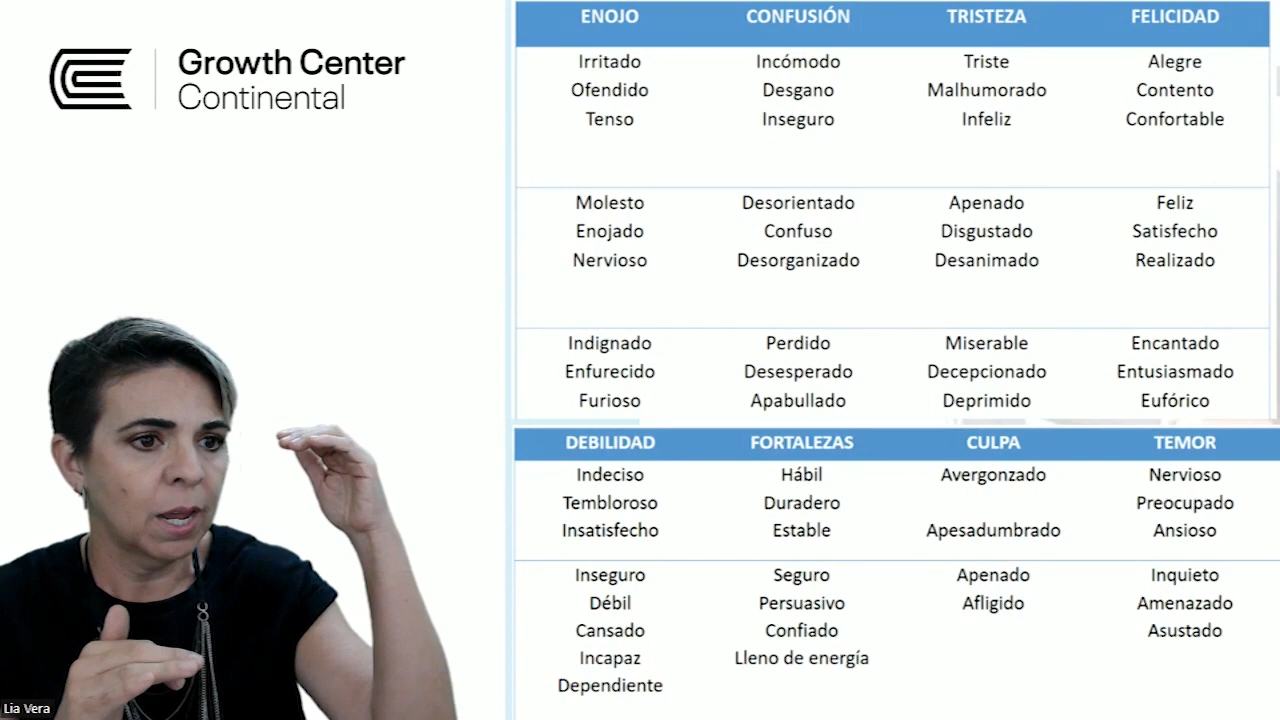 Growth Center
Continental
ENOJO CONFUSIÓN TRISTEZA FELICIDAD
Irritado Incómodo Triste Alegre
Ofendido Desgano Malhumorado Contento
Tenso Inseguro Infeliz Confortable
Molesto Desorientado Apenado Feliz
Enojado Confuso Disgustado Satisfecho
Nervioso Desorganizado Desanimado Realizado
Indignado Perdido Miserable Encantado
Enfurecido Desesperado Decepcionado Entusiasmado
Furioso Apabullado Deprimido Eufórico
DEBILIDAD FORTALEZAS CULPA TEMOR
Indeciso Hábil Avergonzado Nervioso
Tembloroso Duradero Preocupado
Insatisfecho Estable Apesadumbrado Ansioso
Inseguro Seguro Apenado Inquieto
Débil Persuasivo Afligido Amenazado
Cansado Confiado Asustado
Incapaz Lleno de energía
Dependiente
Lia Vera